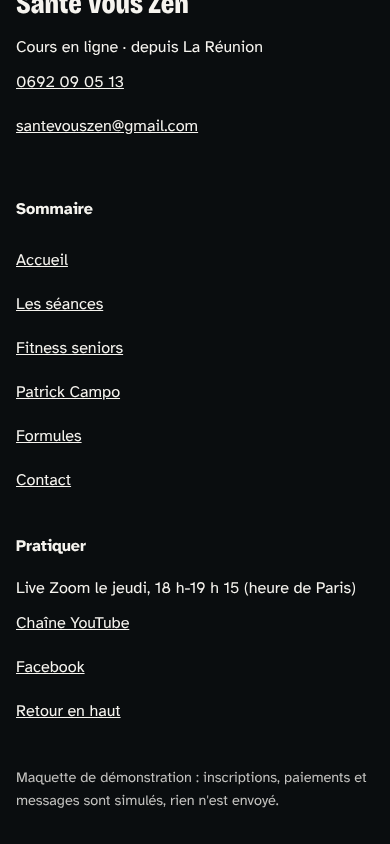 Santé Vous Zen
Cours en ligne · depuis La Réunion
0692 09 05 13
santevouszen@gmail.com
Sommaire
Accueil
Les séances
Fitness seniors
Patrick Campo
Formules
Contact
Pratiquer
Live Zoom le jeudi, 18 h-19 h 15 (heure de Paris)
Chaîne YouTube
Facebook
Retour en haut
Maquette de démonstration : inscriptions, paiements et
messages sont simulés, rien n'est envoyé.